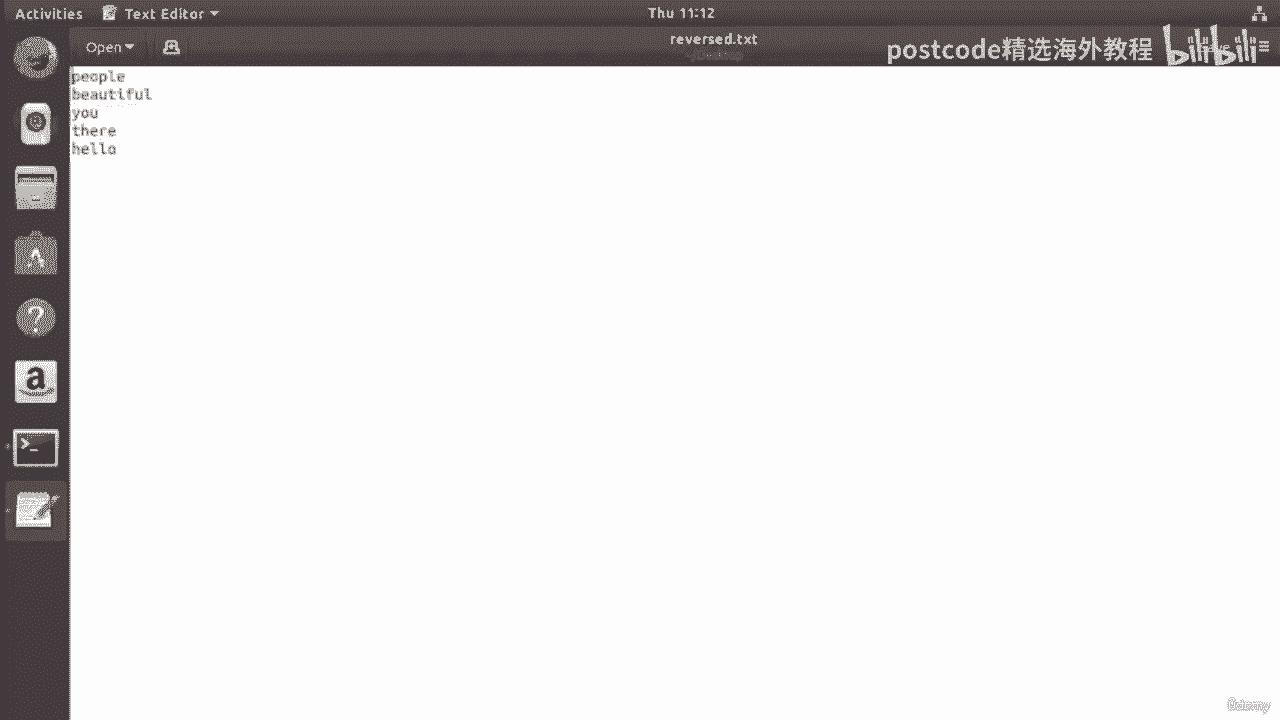 Activities Text Editor Thu 11:12
Open reversed.txt
~/Desktop
postcode精选海外教程 bilibili
people
beautiful
you
there
hello
Udemy